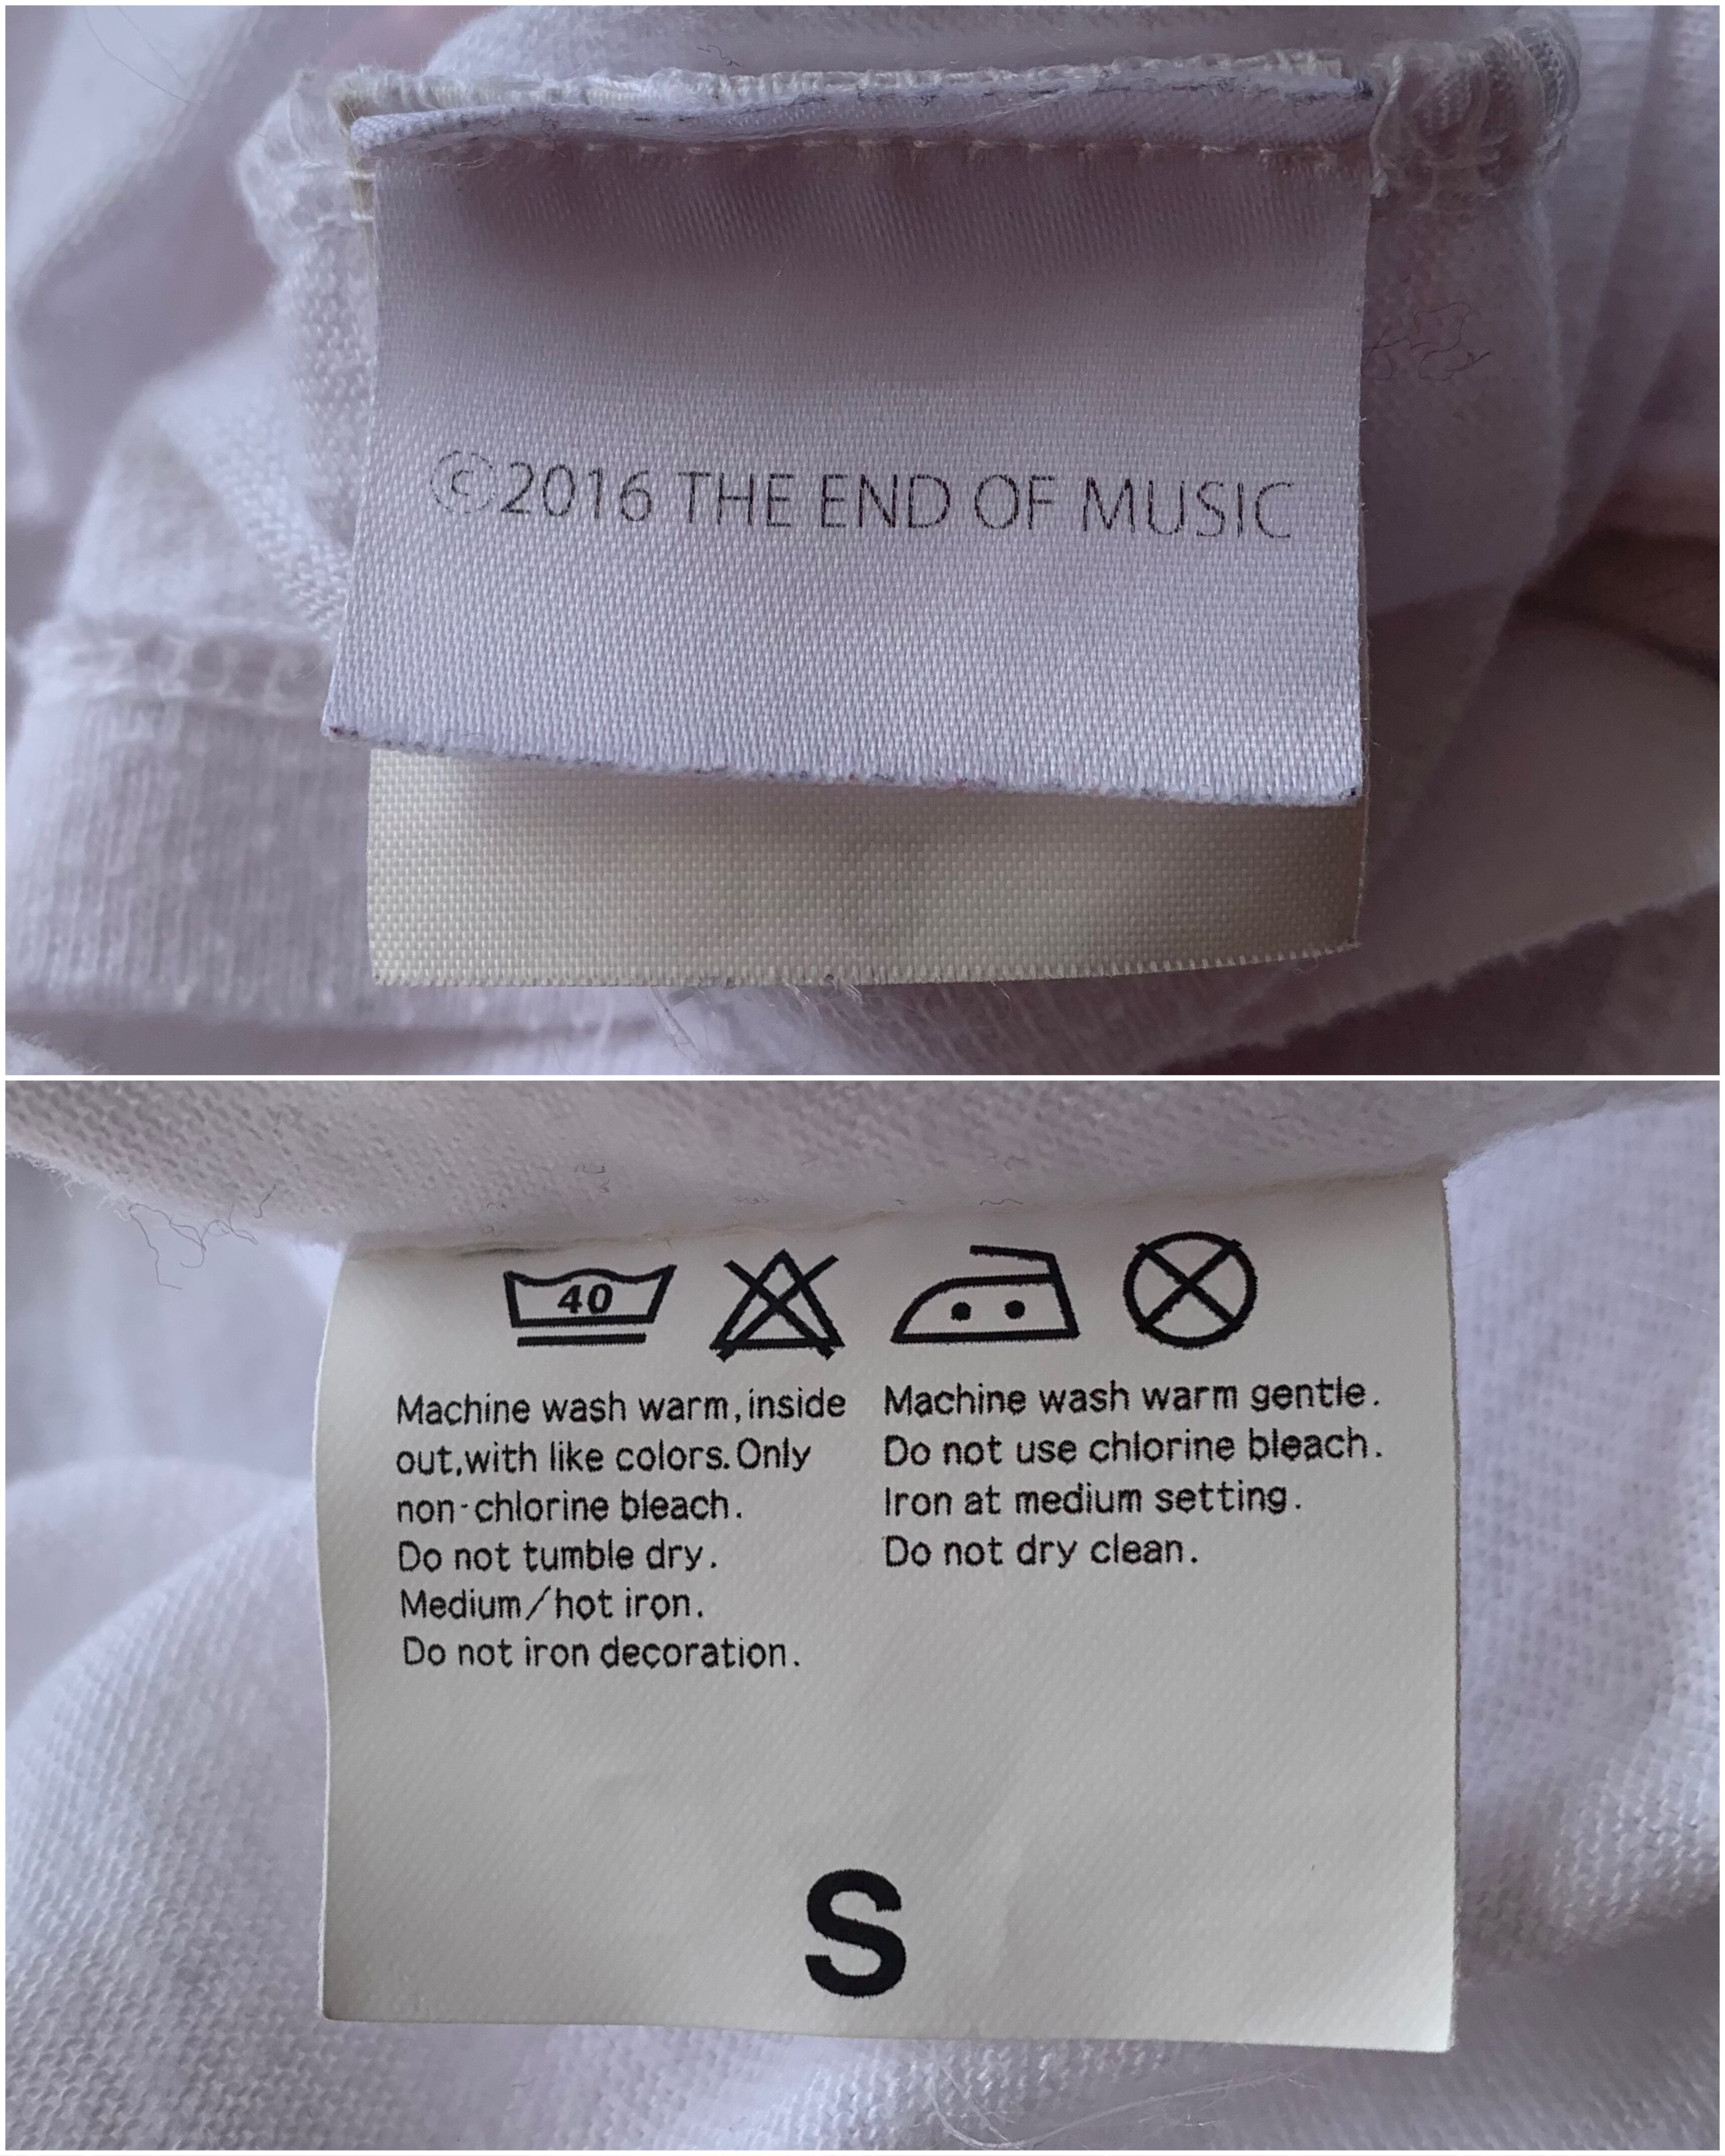 ©2016 THE END OF MUSIC
40
Machine wash warm,inside
out,with like colors.Only
non-chlorine bleach.
Do not tumble dry.
Medium/hot iron.
Do not iron decoration.
Machine wash warm gentle.
Do not use chlorine bleach.
Iron at medium setting.
Do not dry clean.
S